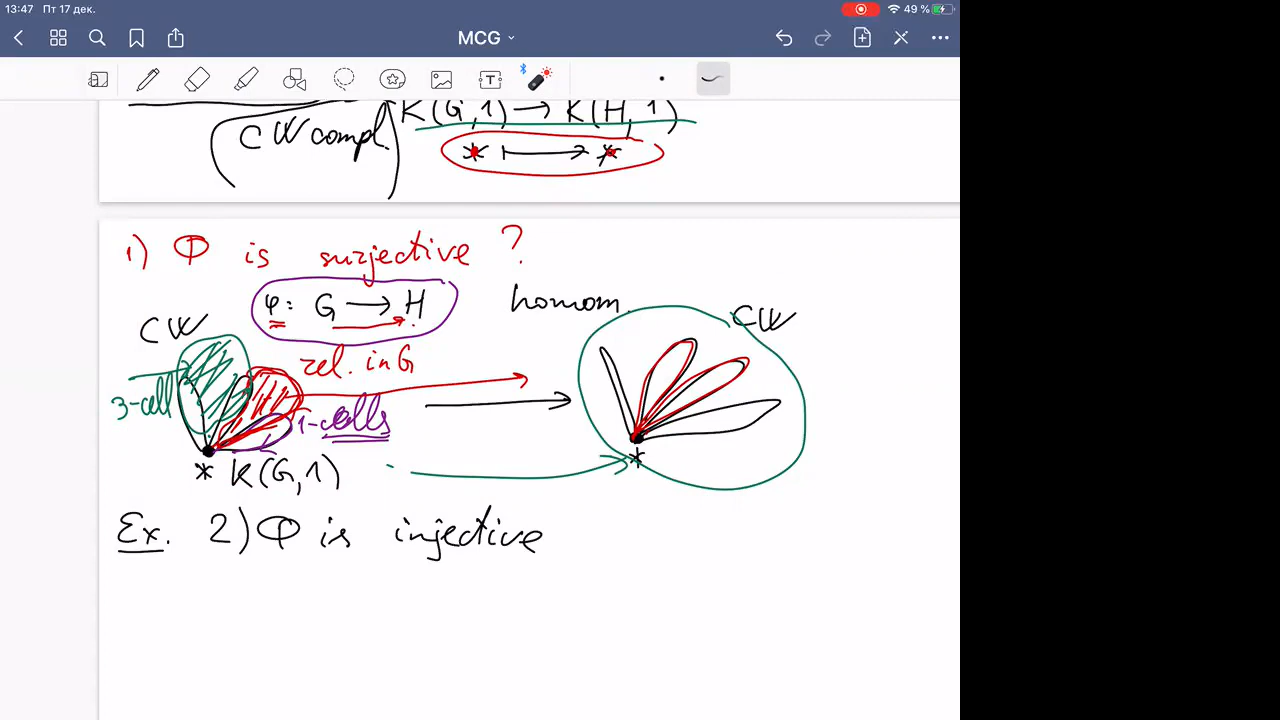 13:47 Пт 17 дек.
49 %
MCG
K(G,1) → K(H,1)
CW compl.
* ↦ *
1) Φ is surjective ?
φ: G → H
homom.
CW
CW
rel. in G
3-cell
1-cells
* K(G,1)
*
Ex. 2) Φ is injective